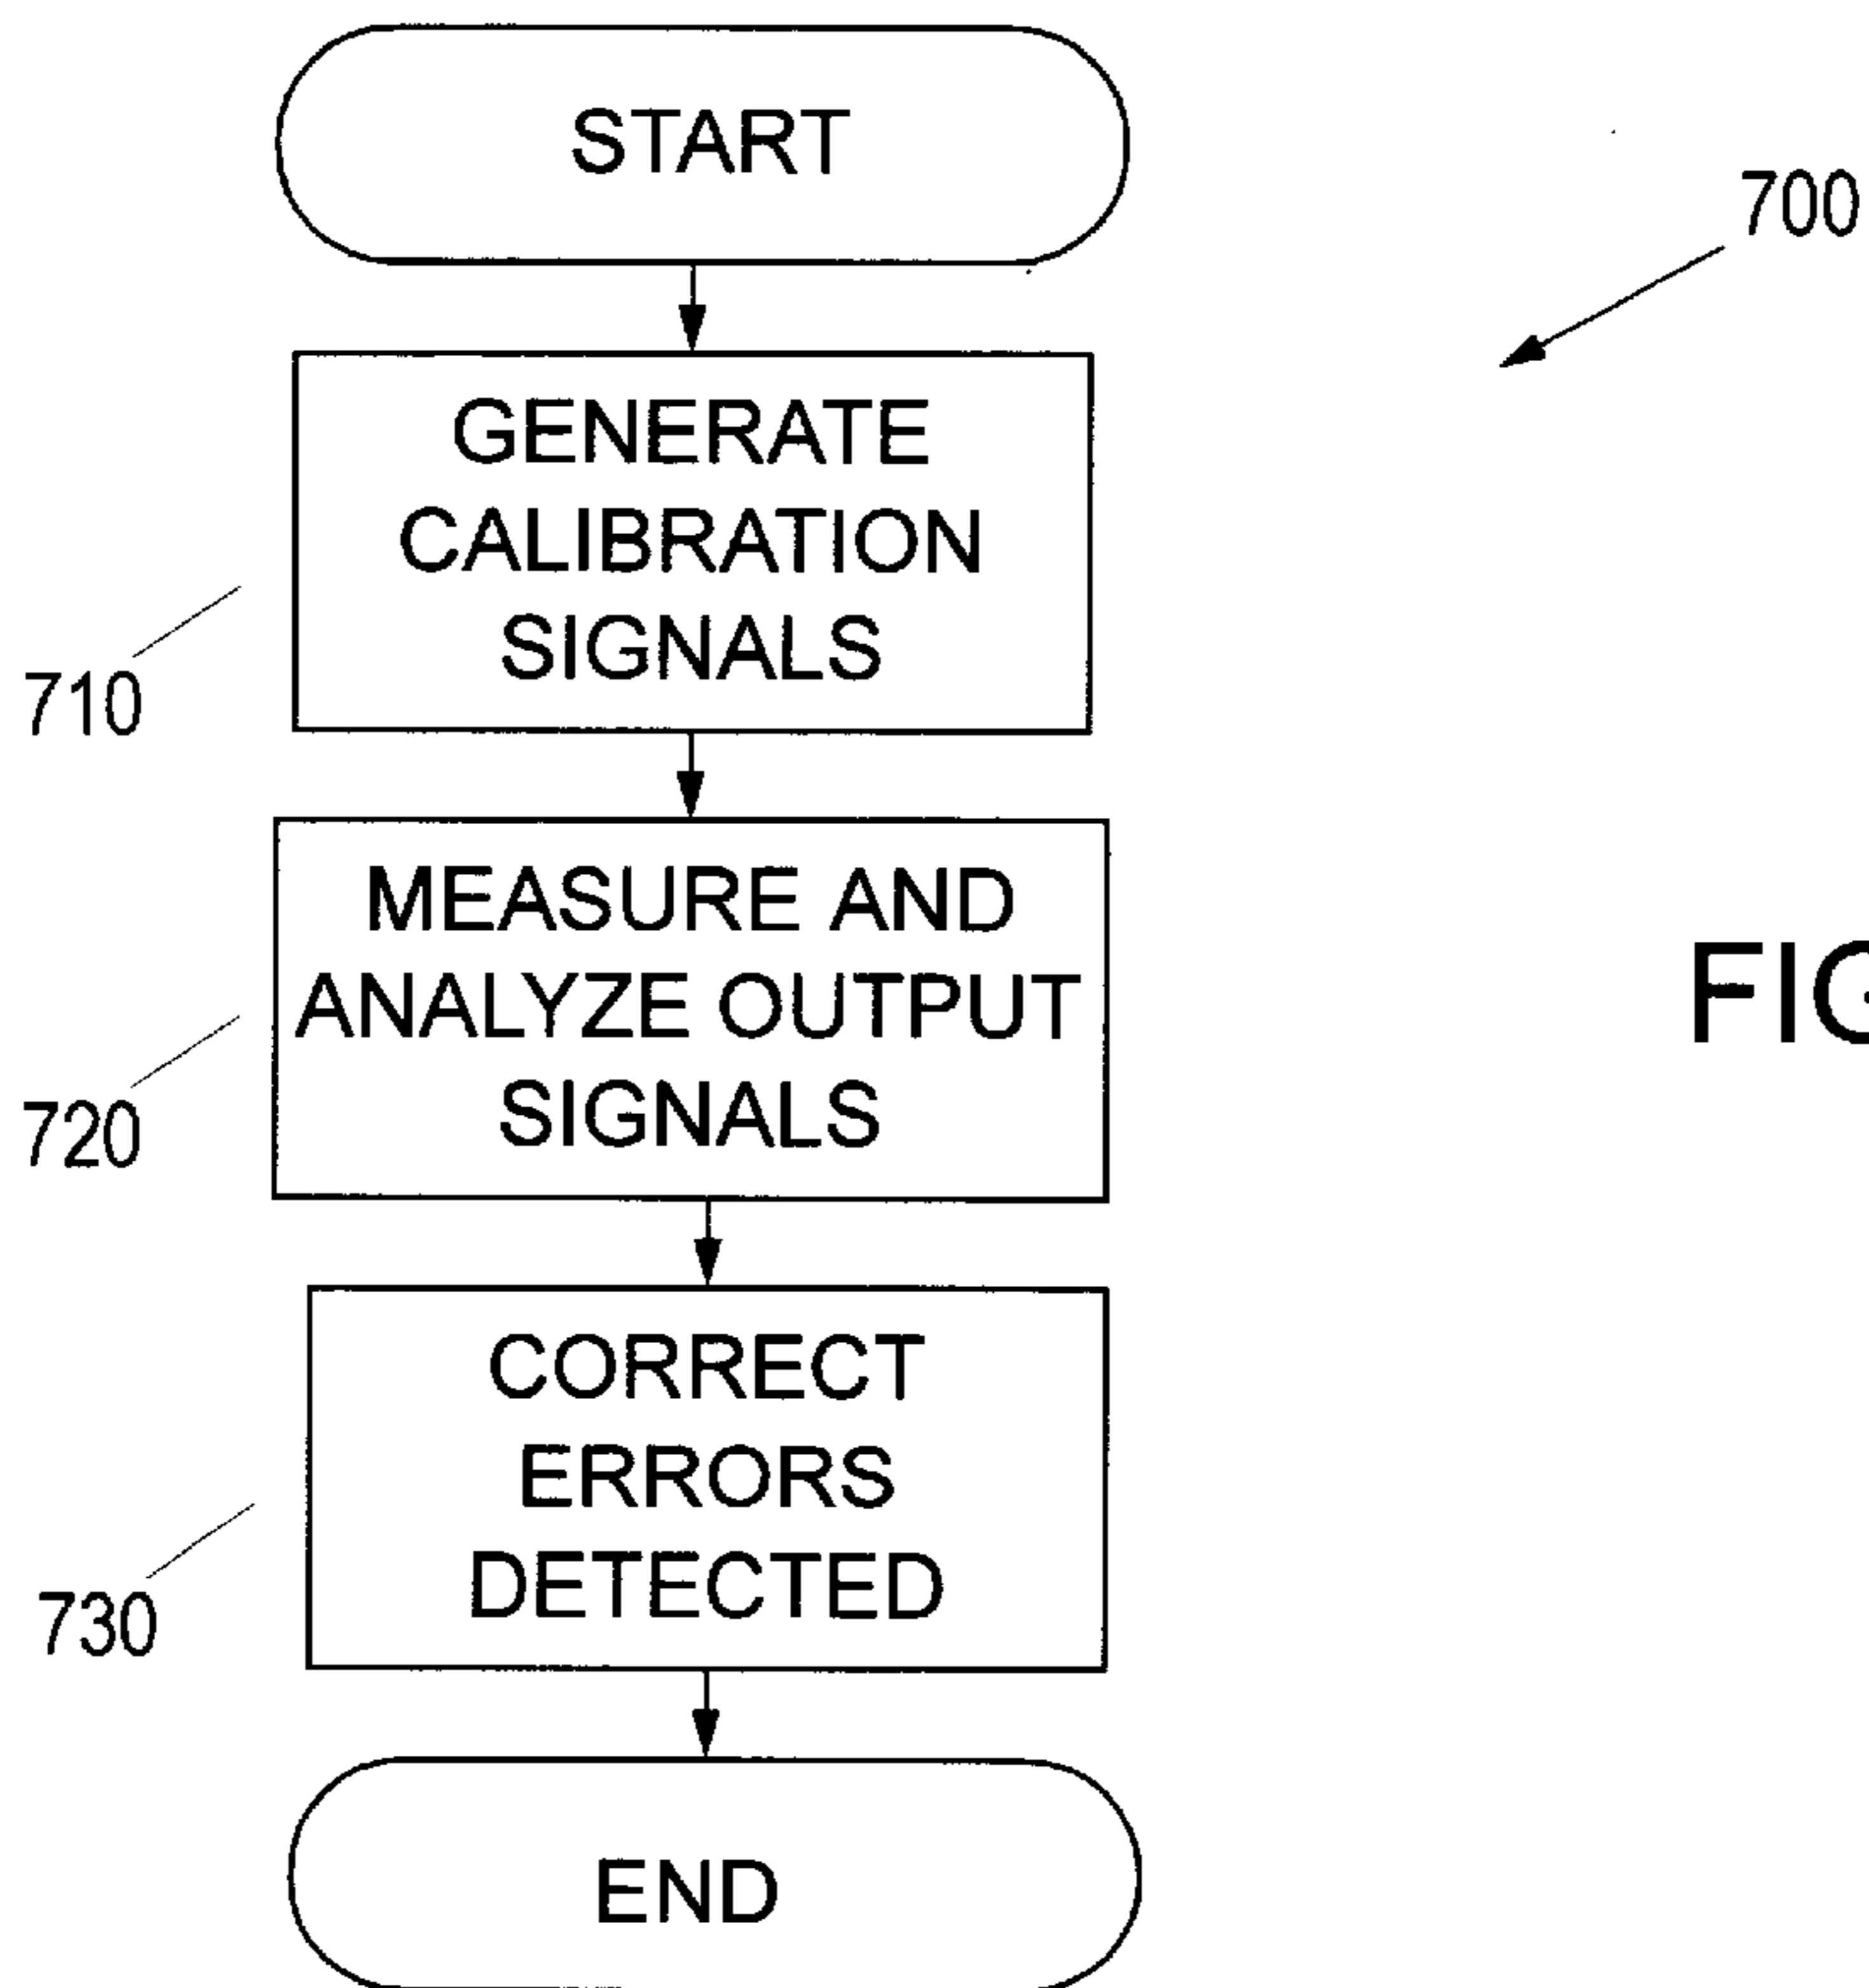 START
700
GENERATE
CALIBRATION
SIGNALS
710
MEASURE AND
ANALYZE OUTPUT
SIGNALS
720
CORRECT
ERRORS
DETECTED
730
END